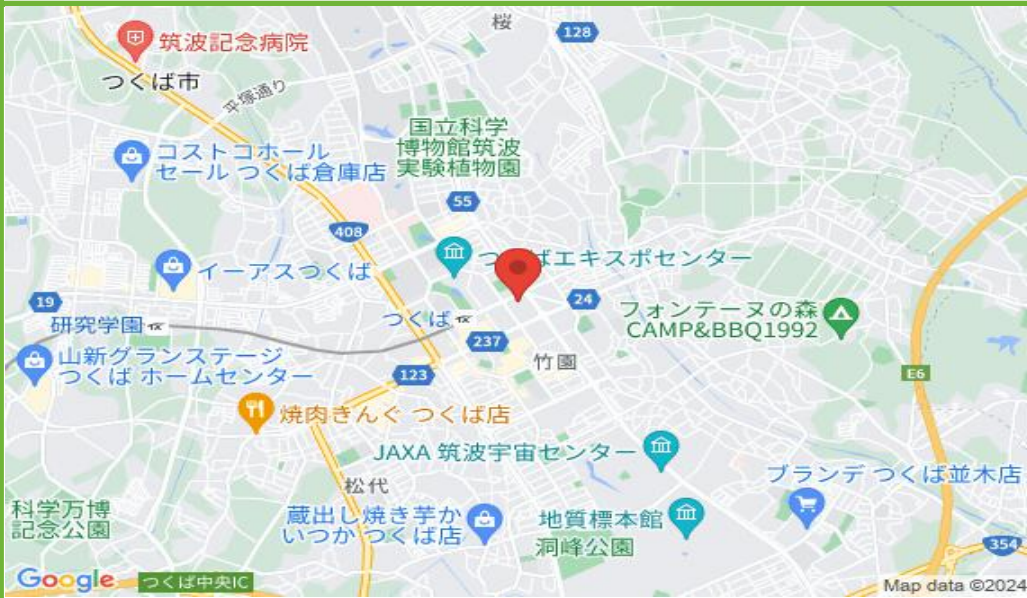 桜
128
筑波記念病院
つくば市
平塚通り
国立科学
博物館筑波
実験植物園
コストコホール
セール つくば倉庫店
55
408
つくばエキスポセンター
イーアスつくば
19
24
フォンテーヌの森
CAMP&BBQ1992
研究学園
つくば
237
竹園
山新グランステージ
つくば ホームセンター
123
E6
焼肉きんぐ つくば店
JAXA 筑波宇宙センター
ブランデ つくば並木店
松代
科学万博
記念公園
蔵出し焼き芋か
いつか つくば店
地質標本館
洞峰公園
354
Google
つくば中央IC
Map data ©2024